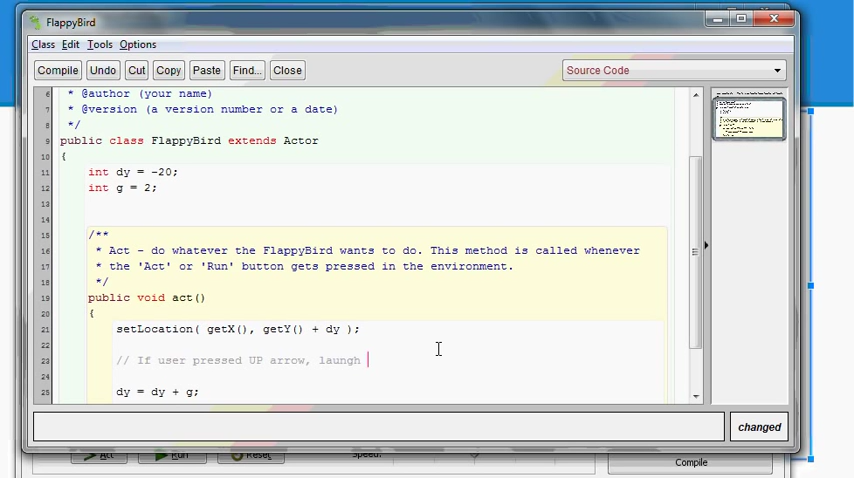 FlappyBird
Class Edit Tools Options
Compile Undo Cut Copy Paste Find... Close Source Code
6 * @author (your name)
7 * @version (a version number or a date)
8 */
9 public class FlappyBird extends Actor
10 {
11 int dy = -20;
12 int g = 2;
13
14
15 /**
16 * Act - do whatever the FlappyBird wants to do. This method is called whenever
17 * the 'Act' or 'Run' button gets pressed in the environment.
18 */
19 public void act()
20 {
21 setLocation( getX(), getY() + dy );
22
23 // If user pressed UP arrow, laungh
24
25 dy = dy + g;
changed
Act Run Reset Speed: Compile